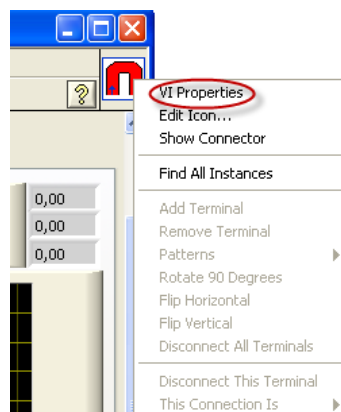 ?
VI Properties
Edit Icon...
Show Connector
Find All Instances
0,00
0,00
0,00
Add Terminal
Remove Terminal
Patterns
Rotate 90 Degrees
Flip Horizontal
Flip Vertical
Disconnect All Terminals
Disconnect This Terminal
This Connection Is